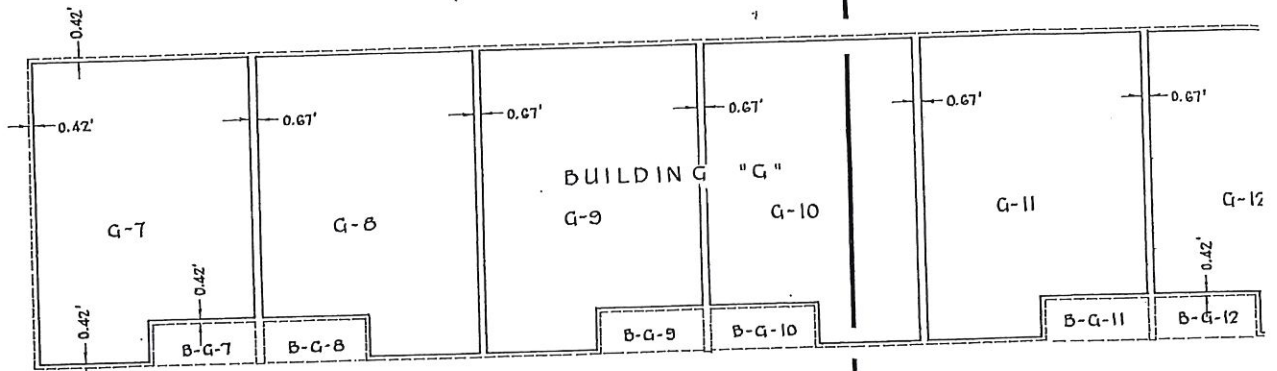 0.42'
0.42' 0.67' 0.67' 0.67' 0.67' 0.67'
BUILDING "G"
G-7 G-8 G-9 G-10 G-11 G-12
0.42' 0.42' 0.42'
B-G-7 B-G-8 B-G-9 B-G-10 B-G-11 B-G-12